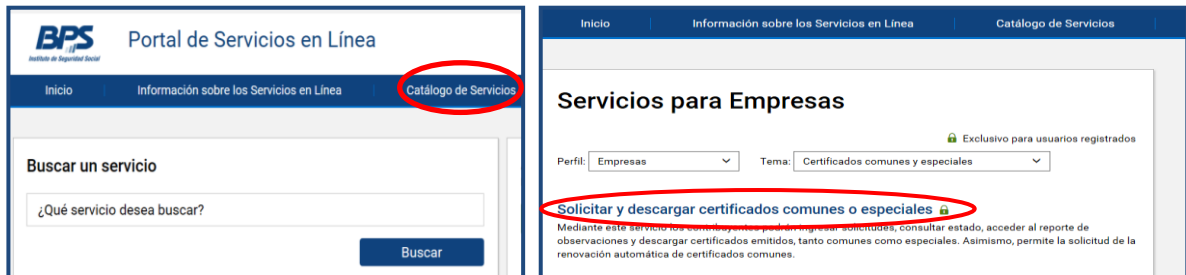 BPS
Instituto de Seguridad Social
Portal de Servicios en Línea
Inicio
Información sobre los Servicios en Línea
Catálogo de Servicios
Buscar un servicio
¿Qué servicio desea buscar?
Buscar
Inicio
Información sobre los Servicios en Línea
Catálogo de Servicios
Servicios para Empresas
Exclusivo para usuarios registrados
Perfil: Empresas
Tema: Certificados comunes y especiales
Solicitar y descargar certificados comunes o especiales
Mediante este servicio los contribuyentes podrán ingresar solicitudes, consultar estado, acceder al reporte de
observaciones y descargar certificados emitidos, tanto comunes como especiales. Asimismo, permite la solicitud de la
renovación automática de certificados comunes.